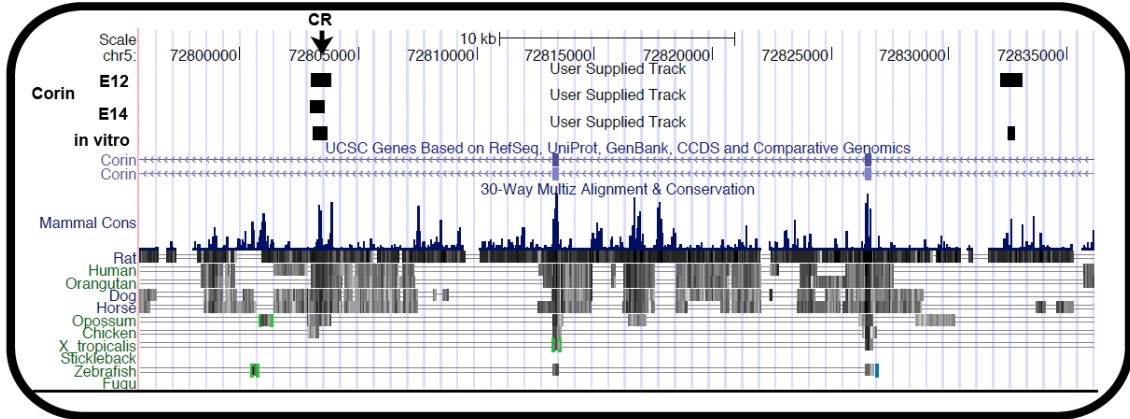 CR
Scale 10 kb
chr5: 72800000 72805000 72810000 72815000 72820000 72825000 72830000 72835000
User Supplied Track
E12
Corin
User Supplied Track
E14
User Supplied Track
in vitro
UCSC Genes Based on RefSeq, UniProt, GenBank, CCDS and Comparative Genomics
Corin
Corin
30-Way Multiz Alignment & Conservation
Mammal Cons
Rat
Human
Orangutan
Dog
Horse
Opossum
Chicken
X_tropicalis
Stickleback
Zebrafish
Fugu